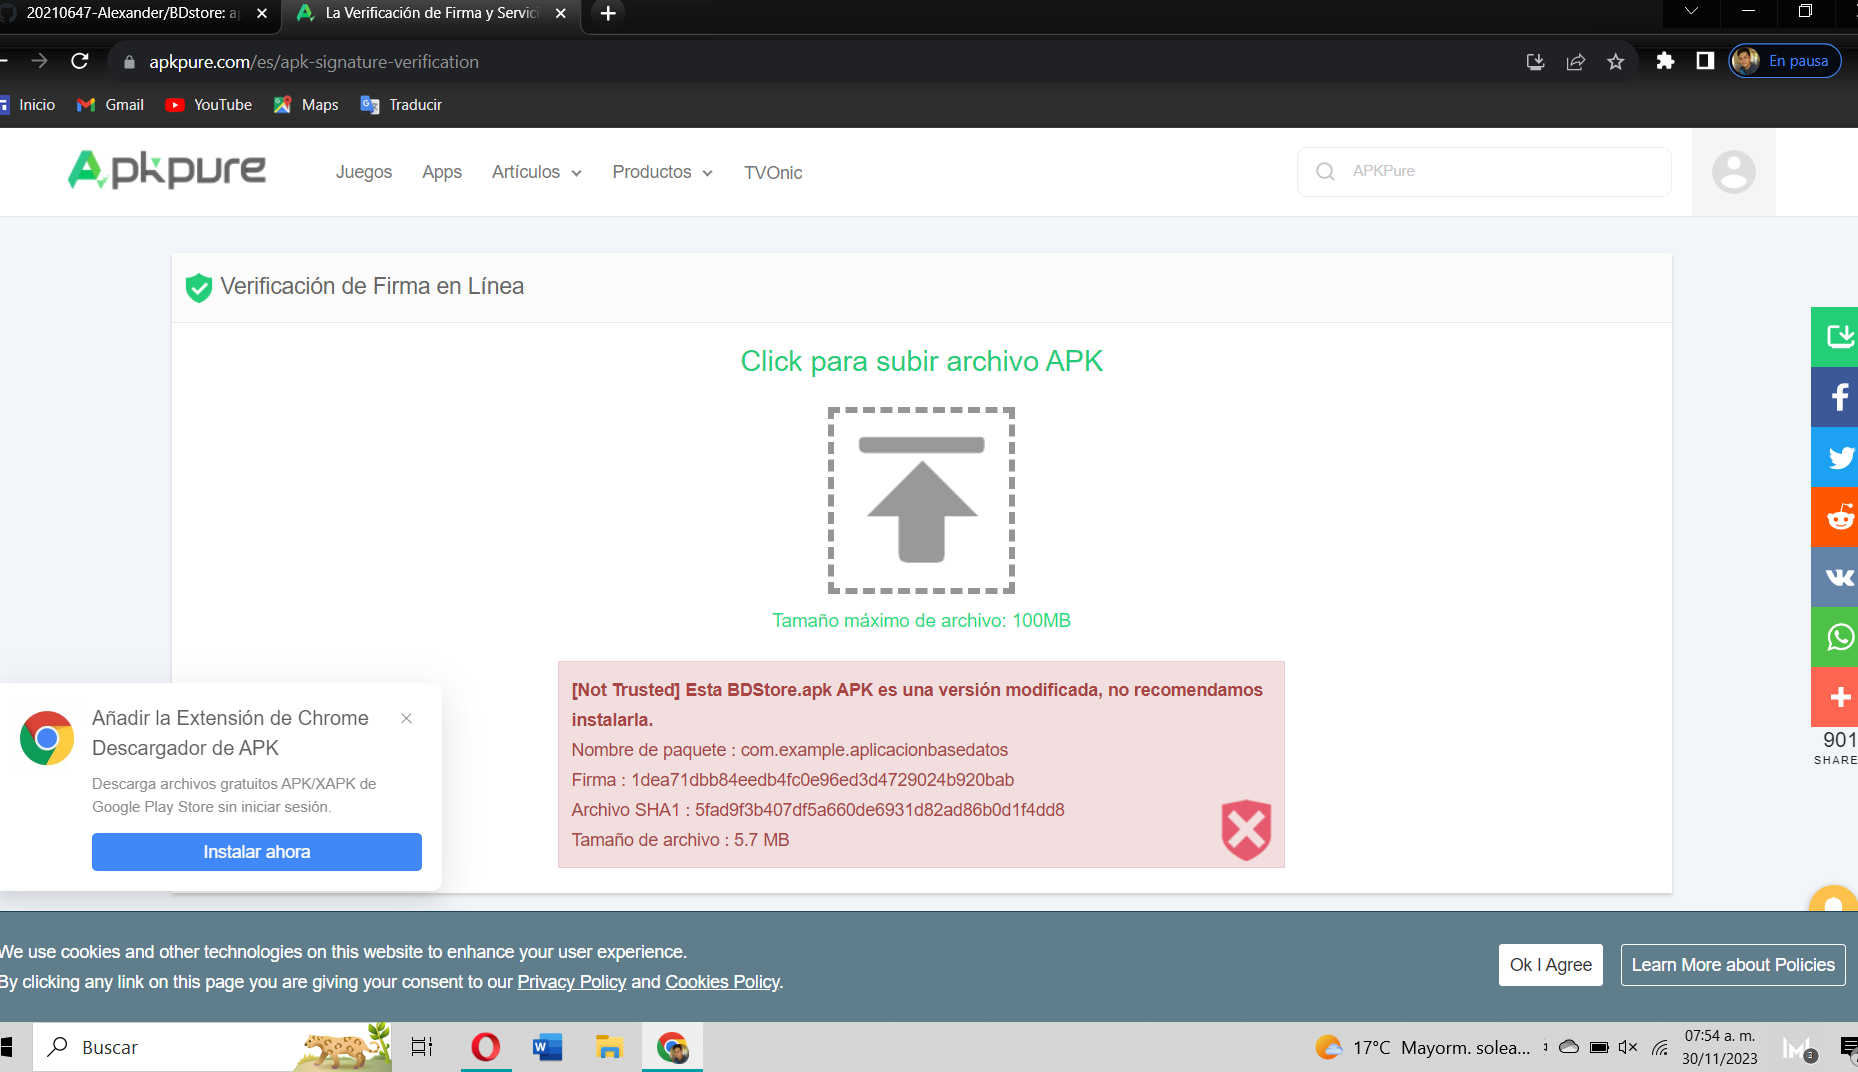 20210647-Alexander/BDstore: a
La Verificación de Firma y Servici
apkpure.com/es/apk-signature-verification
En pausa
Inicio
Gmail
YouTube
Maps
Traducir
Apkpure
Juegos
Apps
Artículos
Productos
TVOnic
APKPure
Verificación de Firma en Línea
Click para subir archivo APK
Tamaño máximo de archivo: 100MB
[Not Trusted] Esta BDStore.apk APK es una versión modificada, no recomendamos
instalarla.
Nombre de paquete : com.example.aplicacionbasedatos
Firma : 1dea71dbb84eedb4fc0e96ed3d4729024b920bab
Archivo SHA1 : 5fad9f3b407df5a660de6931d82ad86b0d1f4dd8
Tamaño de archivo : 5.7 MB
Añadir la Extensión de Chrome
Descargador de APK
Descarga archivos gratuitos APK/XAPK de
Google Play Store sin iniciar sesión.
Instalar ahora
901
SHARE
We use cookies and other technologies on this website to enhance your user experience.
By clicking any link on this page you are giving your consent to our Privacy Policy and Cookies Policy.
Ok I Agree
Learn More about Policies
Buscar
17°C Mayorm. solea...
07:54 a. m.
30/11/2023